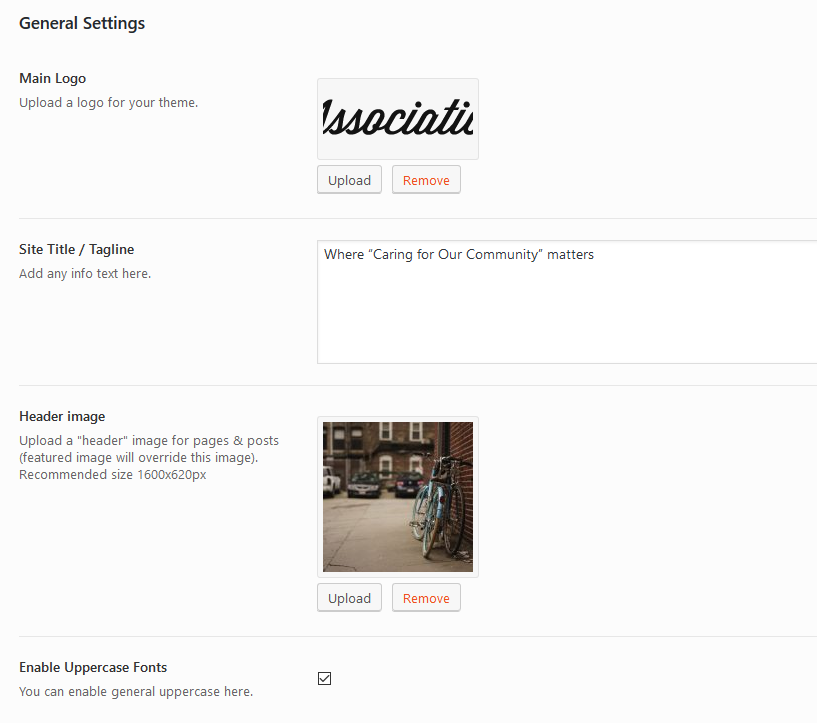 General Settings
Main Logo
Upload a logo for your theme.
ssociati
Upload Remove
Site Title / Tagline
Add any info text here.
Where “Caring for Our Community” matters
Header image
Upload a "header" image for pages & posts
(featured image will override this image).
Recommended size 1600x620px
Upload Remove
Enable Uppercase Fonts
You can enable general uppercase here.